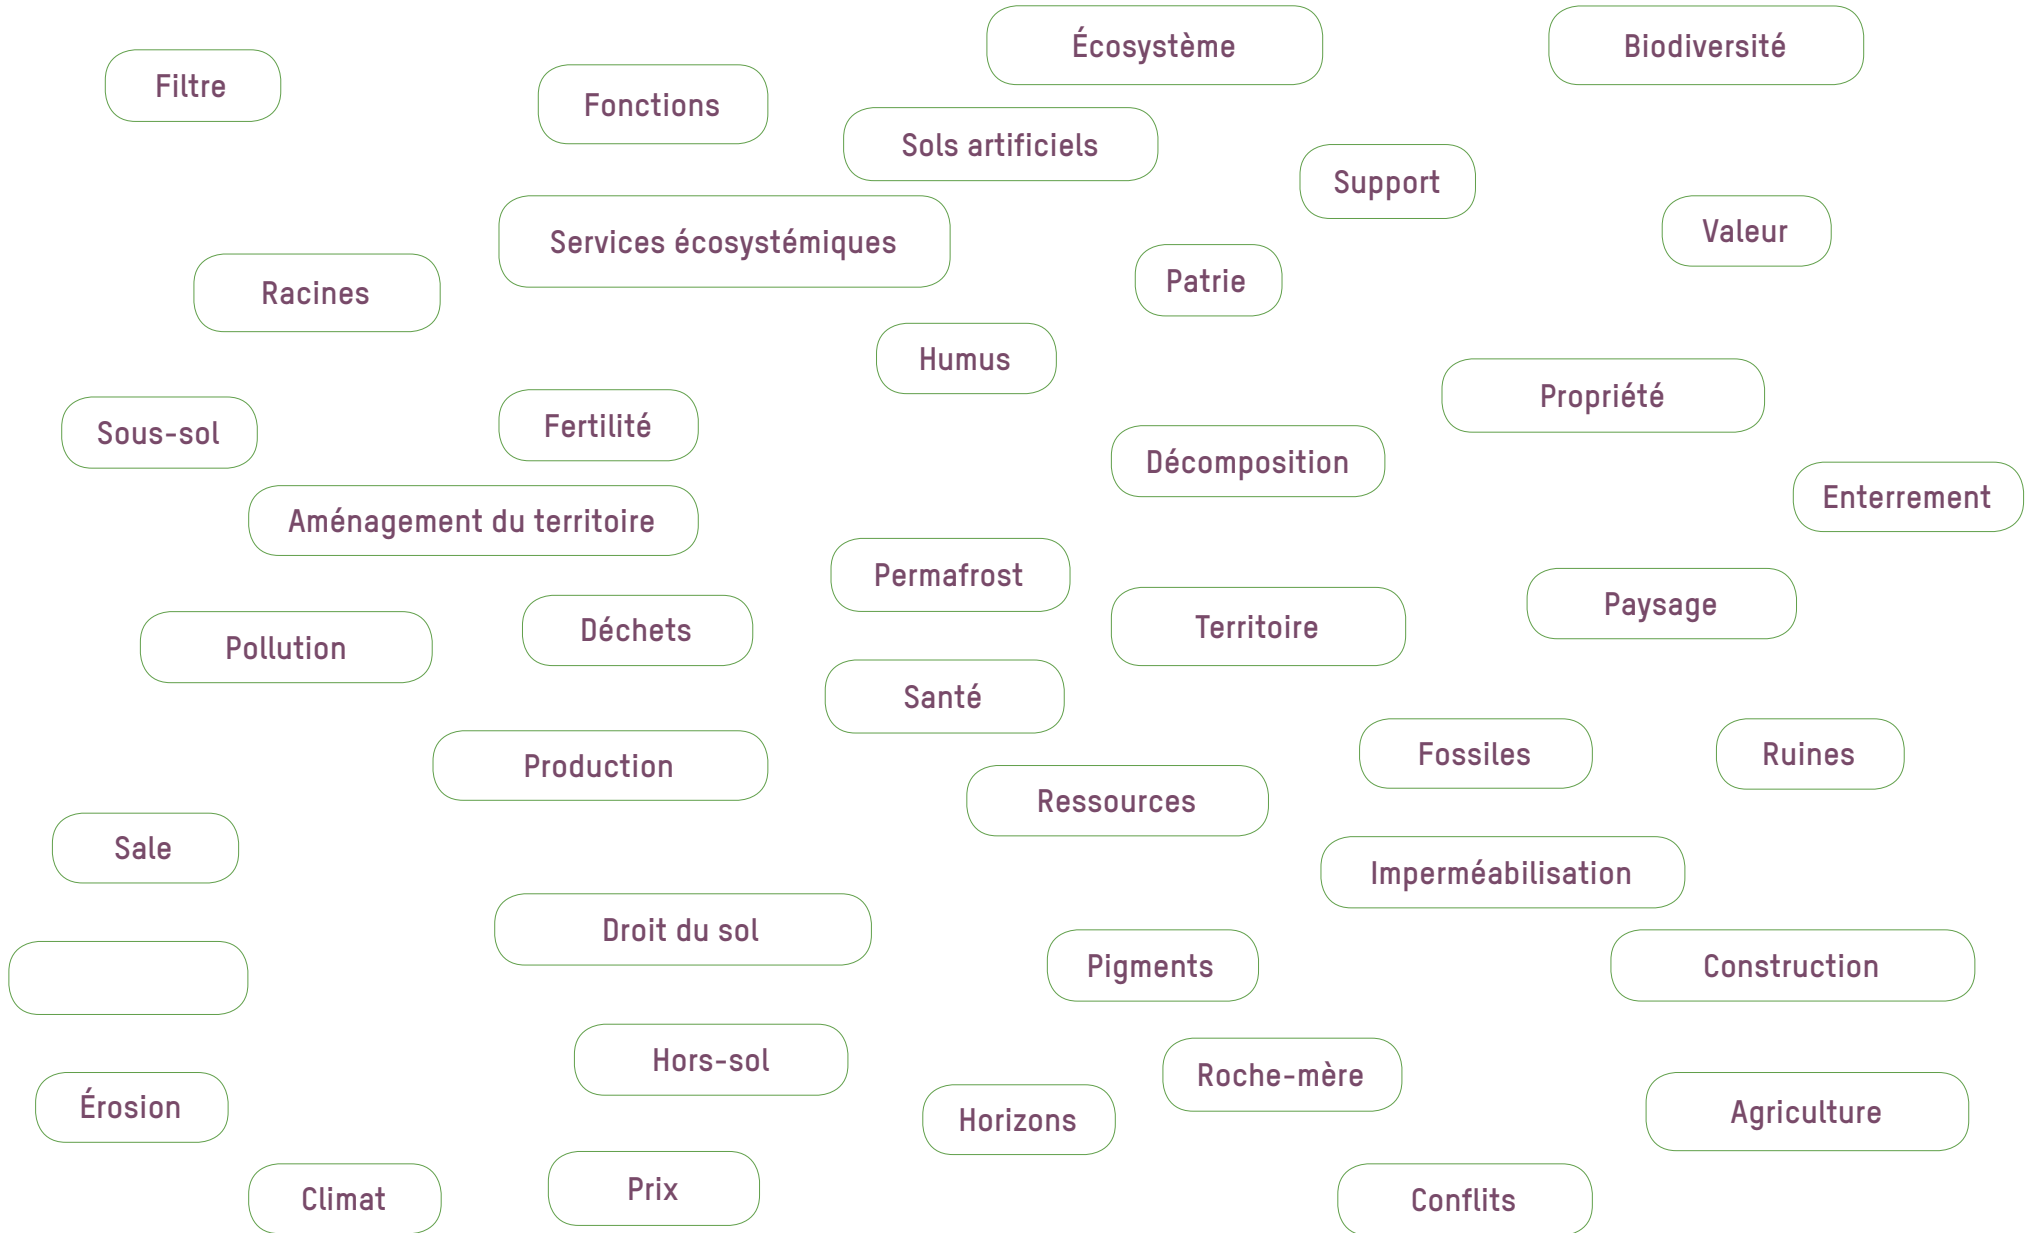 Écosystème
Biodiversité
Filtre
Fonctions
Sols artificiels
Support
Valeur
Services écosystémiques
Patrie
Racines
Humus
Propriété
Fertilité
Sous-sol
Décomposition
Enterrement
Aménagement du territoire
Permafrost
Paysage
Territoire
Déchets
Pollution
Santé
Fossiles
Ruines
Production
Ressources
Sale
Imperméabilisation
Droit du sol
Pigments
Construction
Hors-sol
Roche-mère
Érosion
Agriculture
Horizons
Prix
Climat
Conflits